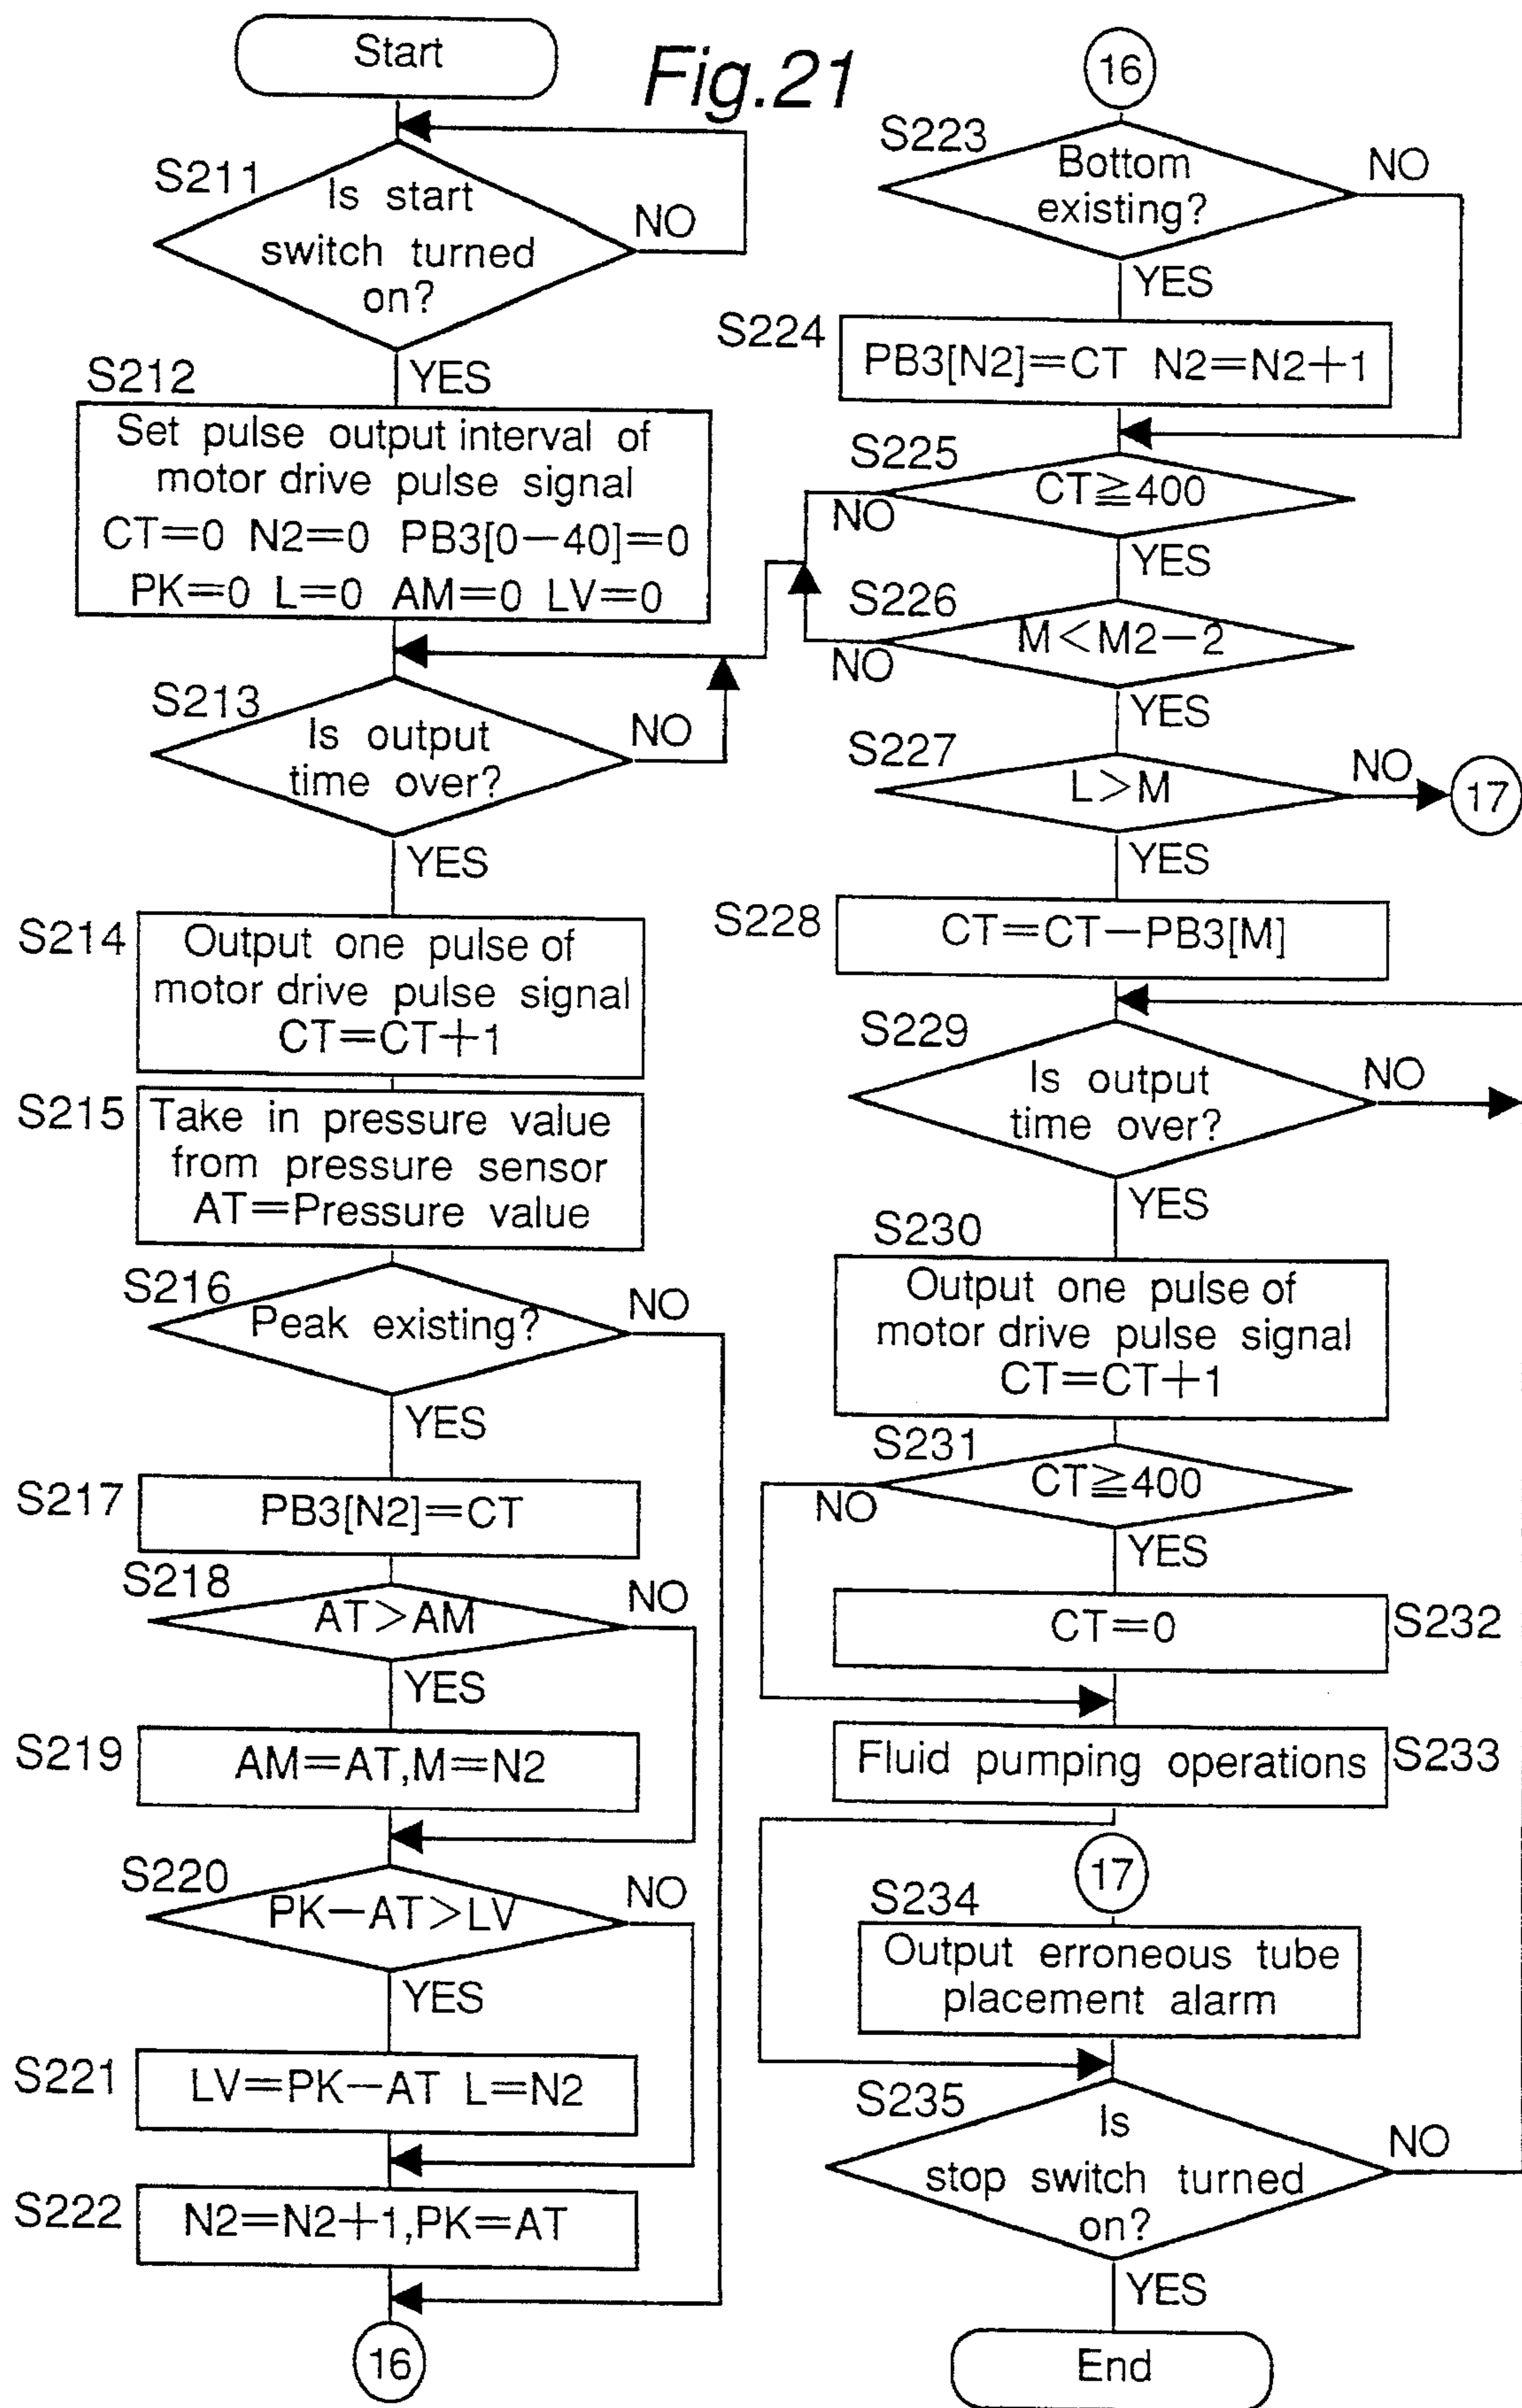 Fig.21
Start
S211
Is start
switch turned
on?
NO
YES
S212
Set pulse output interval of
motor drive pulse signal
CT=0 N2=0 PB3[0-40]=0
PK=0 L=0 AM=0 LV=0
S213
Is output
time over?
NO
YES
S214
Output one pulse of
motor drive pulse signal
CT=CT+1
S215
Take in pressure value
from pressure sensor
AT=Pressure value
S216
Peak existing?
NO
YES
S217
PB3[N2]=CT
S218
AT>AM
NO
YES
S219
AM=AT,M=N2
S220
PK-AT>LV
NO
YES
S221
LV=PK-AT L=N2
S222
N2=N2+1,PK=AT
16
16
S223
Bottom
existing?
NO
YES
S224
PB3[N2]=CT N2=N2+1
S225
CT≧400
NO
YES
S226
M<M2-2
NO
YES
S227
L>M
NO
17
YES
S228
CT=CT-PB3[M]
S229
Is output
time over?
NO
YES
S230
Output one pulse of
motor drive pulse signal
CT=CT+1
S231
CT≧400
NO
YES
CT=0
S232
Fluid pumping operations
S233
17
S234
Output erroneous tube
placement alarm
S235
Is
stop switch turned
on?
NO
YES
End